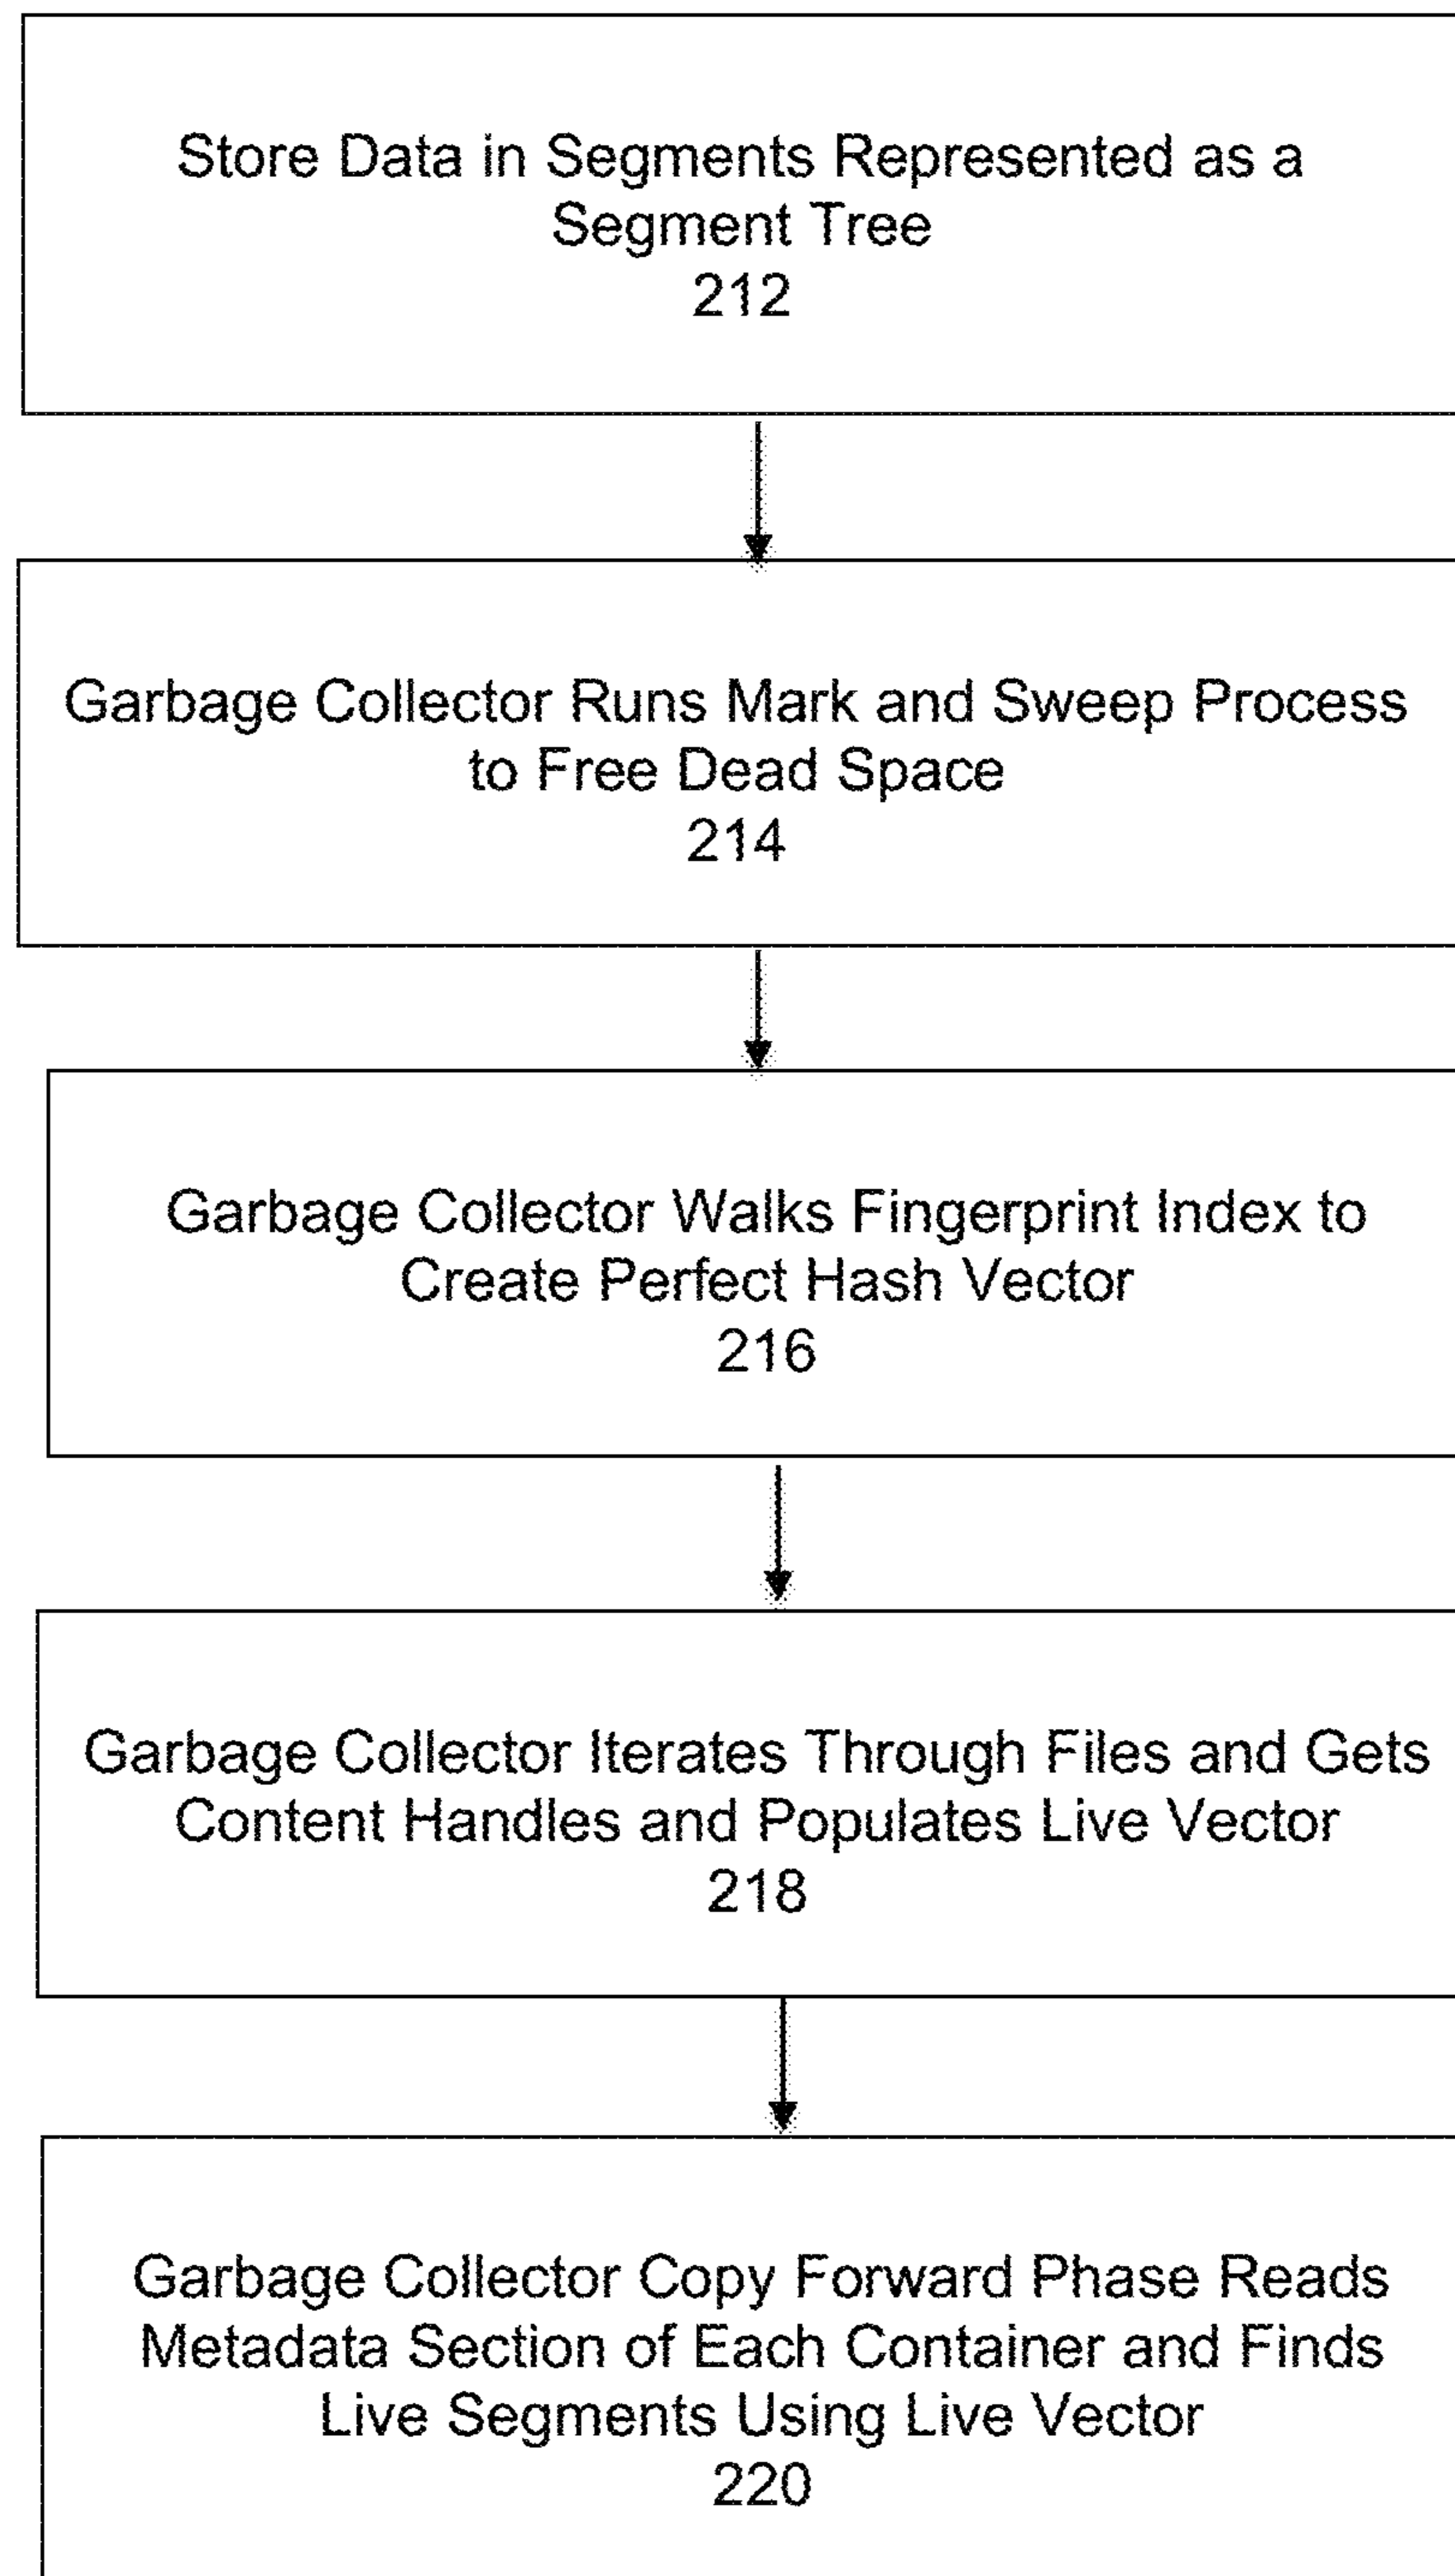 Store Data in Segments Represented as a
Segment Tree
212
Garbage Collector Runs Mark and Sweep Process
to Free Dead Space
214
Garbage Collector Walks Fingerprint Index to
Create Perfect Hash Vector
216
Garbage Collector Iterates Through Files and Gets
Content Handles and Populates Live Vector
218
Garbage Collector Copy Forward Phase Reads
Metadata Section of Each Container and Finds
Live Segments Using Live Vector
220